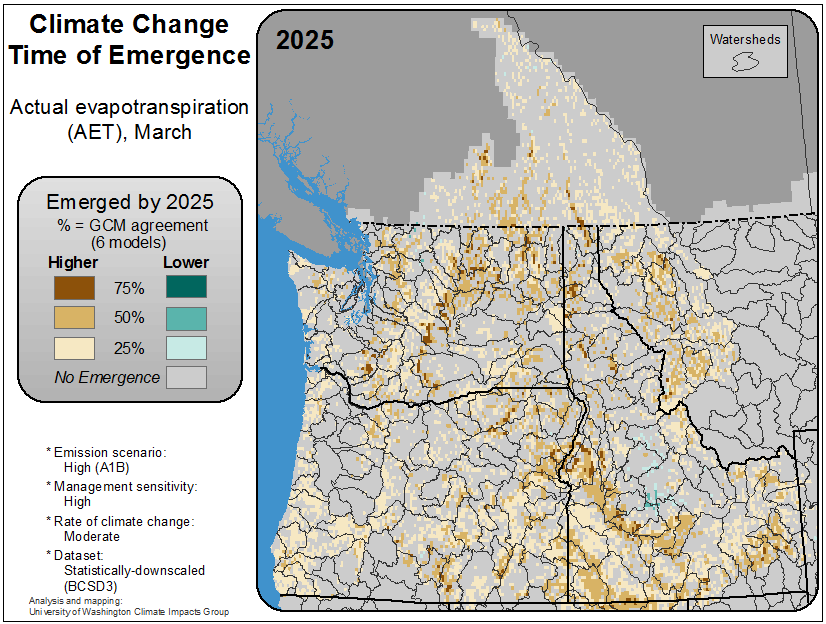 Climate Change
Time of Emergence
Actual evapotranspiration
(AET), March
Emerged by 2025
% = GCM agreement
(6 models)
Higher Lower
75%
50%
25%
No Emergence
* Emission scenario:
High (A1B)
* Management sensitivity:
High
* Rate of climate change:
Moderate
* Dataset:
Statistically-downscaled
(BCSD3)
Analysis and mapping:
University of Washington Climate Impacts Group
2025
Watersheds